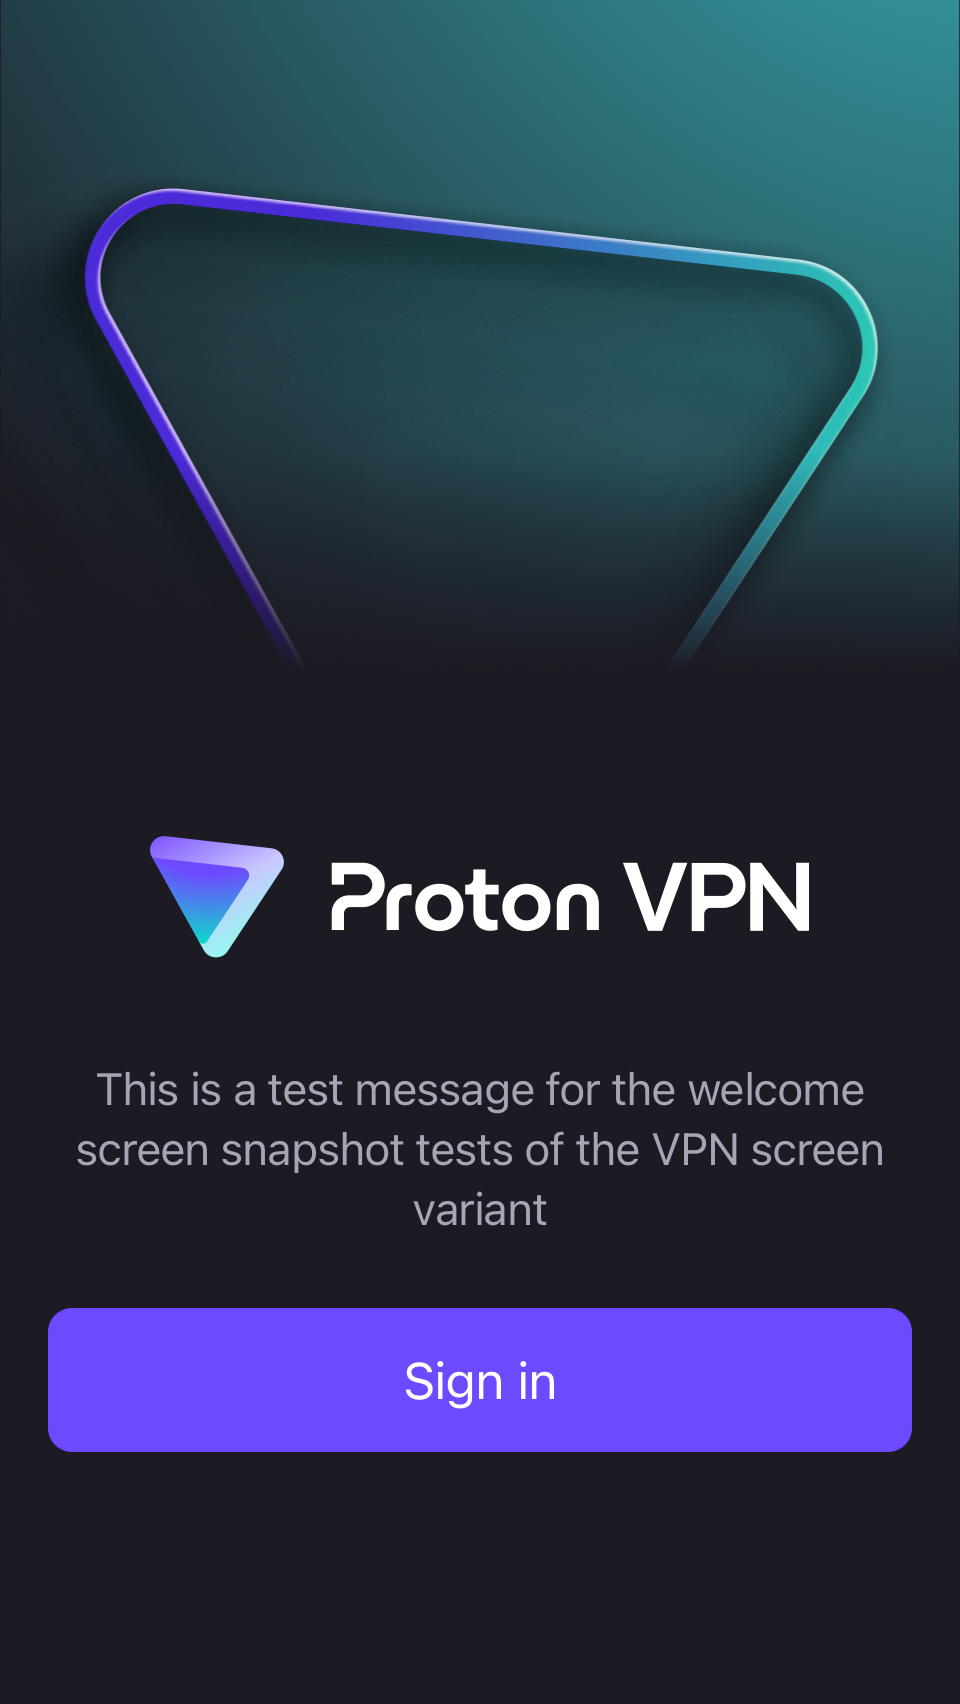 Proton VPN
This is a test message for the welcome
screen snapshot tests of the VPN screen
variant
Sign in